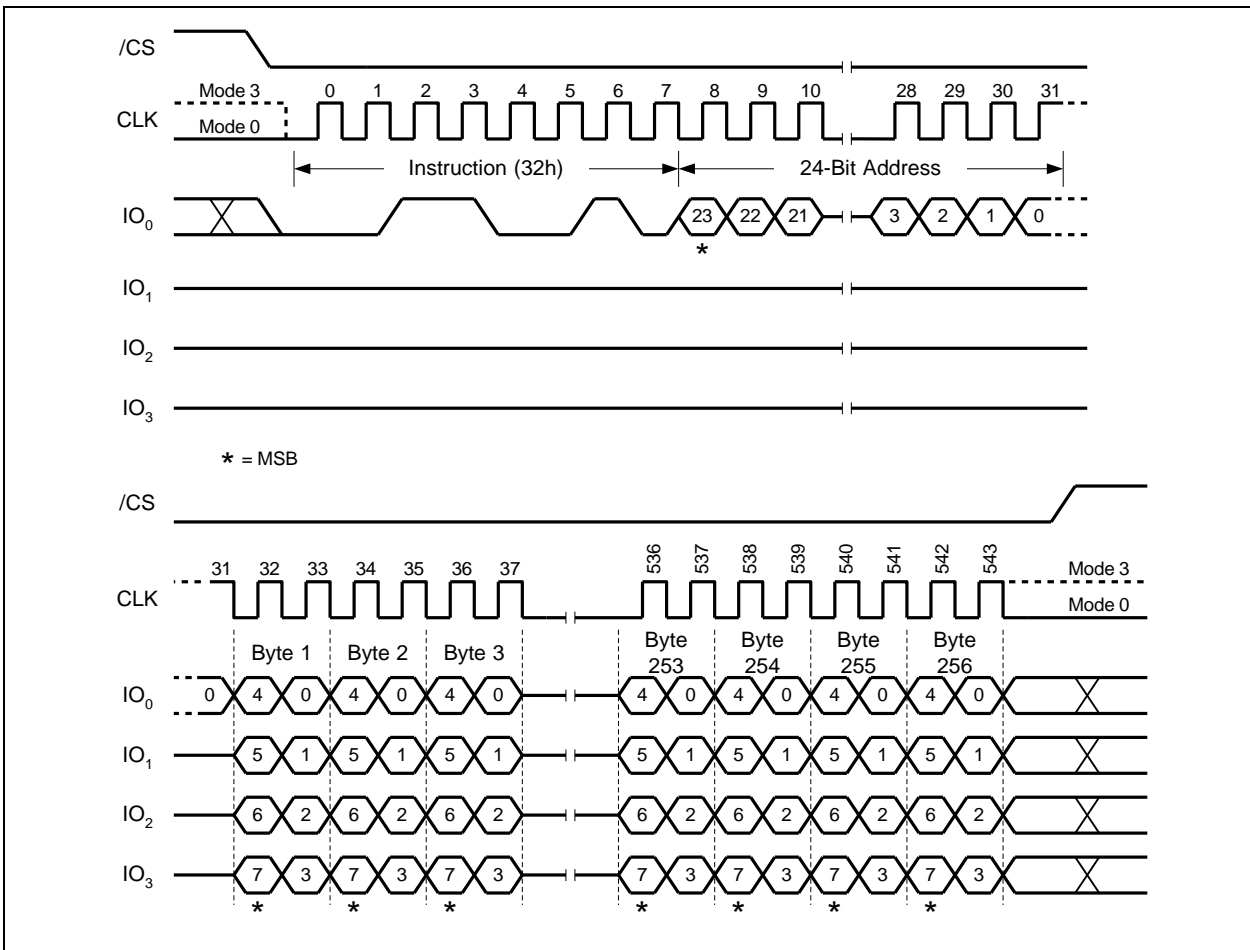 /CS
Mode 3 0 1 2 3 4 5 6 7 8 9 10 28 29 30 31
CLK
Mode 0
Instruction (32h) 24-Bit Address
IO0 23 22 21 3 2 1 0
*
IO1
IO2
IO3
* = MSB
/CS
31 32 33 34 35 36 37 536 537 538 539 540 541 542 543 Mode 3
CLK
Mode 0
Byte 1 Byte 2 Byte 3 Byte 253 Byte 254 Byte 255 Byte 256
IO0 0 4 0 4 0 4 0 4 0 4 0 4 0 4 0
IO1 5 1 5 1 5 1 5 1 5 1 5 1 5 1
IO2 6 2 6 2 6 2 6 2 6 2 6 2 6 2
IO3 7 3 7 3 7 3 7 3 7 3 7 3 7 3
* * * * * * *